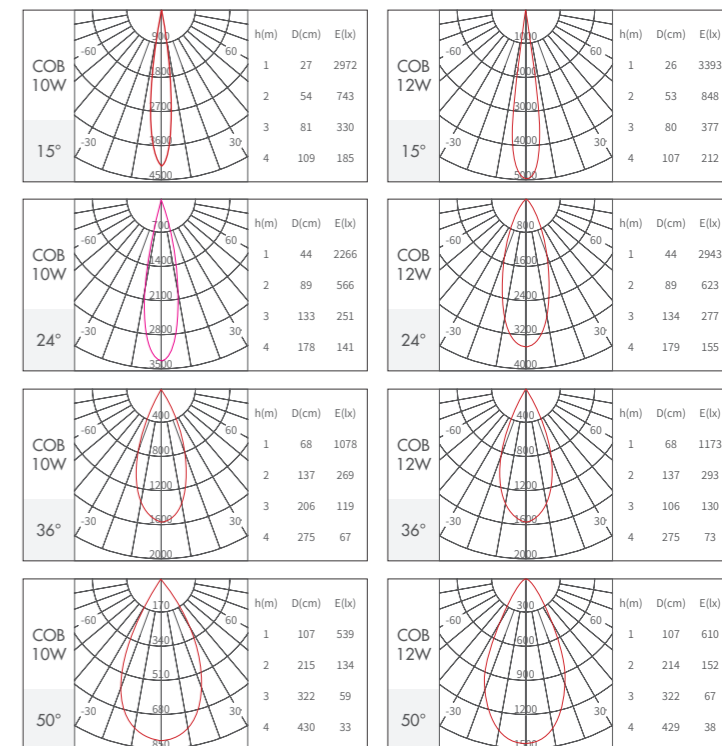 COB
10W
15°
-60
60
-30
30
900
1800
2700
3600
4500
h(m) D(cm) E(lx)
1 27 2972
2 54 743
3 81 330
4 109 185
COB
12W
15°
-60
60
-30
30
1000
2000
3000
4000
5000
h(m) D(cm) E(lx)
1 26 3393
2 53 848
3 80 377
4 107 212
COB
10W
24°
-60
60
-30
30
700
1400
2100
2800
3500
h(m) D(cm) E(lx)
1 44 2266
2 89 566
3 133 251
4 178 141
COB
12W
24°
-60
60
-30
30
800
1600
2400
3200
4000
h(m) D(cm) E(lx)
1 44 2943
2 89 623
3 134 277
4 179 155
COB
10W
36°
-60
60
-30
30
400
800
1200
1600
2000
h(m) D(cm) E(lx)
1 68 1078
2 137 269
3 206 119
4 275 67
COB
12W
36°
-60
60
-30
30
400
800
1200
1600
2000
h(m) D(cm) E(lx)
1 68 1173
2 137 293
3 106 130
4 275 73
COB
10W
50°
-60
60
-30
30
170
340
510
680
850
h(m) D(cm) E(lx)
1 107 539
2 215 134
3 322 59
4 430 33
COB
12W
50°
-60
60
-30
30
300
600
900
1200
1500
h(m) D(cm) E(lx)
1 107 610
2 214 152
3 322 67
4 429 38